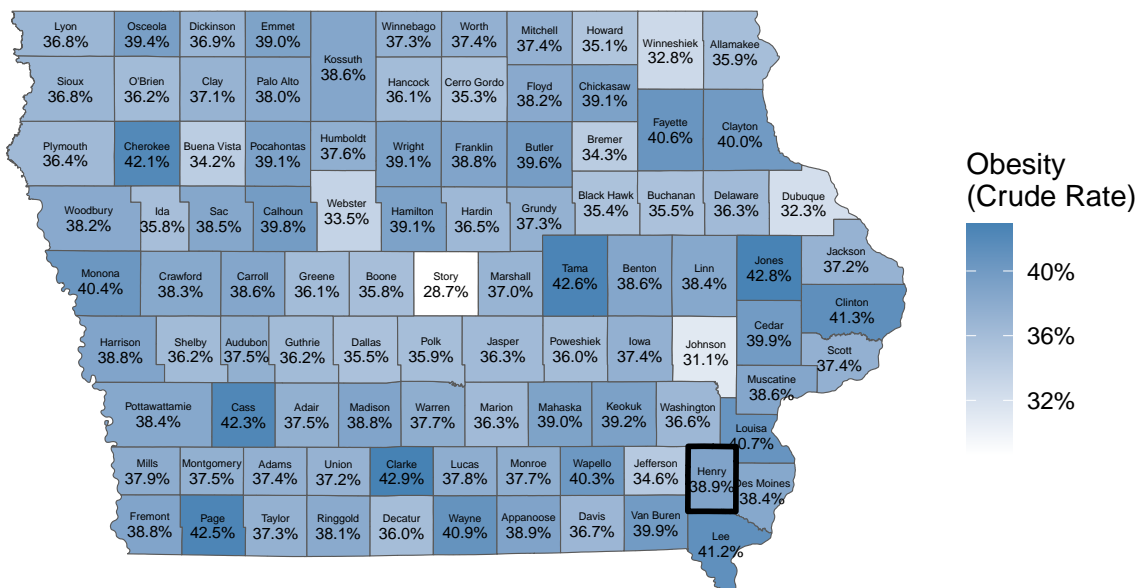 Lyon
36.8%
Osceola
39.4%
Dickinson
36.9%
Emmet
39.0%
Winnebago
37.3%
Worth
37.4%
Mitchell
37.4%
Howard
35.1%
Winneshiek
32.8%
Allamakee
35.9%
Kossuth
38.6%
Sioux
36.8%
O'Brien
36.2%
Clay
37.1%
Palo Alto
38.0%
Hancock
36.1%
Cerro Gordo
35.3%
Floyd
38.2%
Chickasaw
39.1%
Fayette
40.6%
Clayton
40.0%
Plymouth
36.4%
Cherokee
42.1%
Buena Vista
34.2%
Pocahontas
39.1%
Humboldt
37.6%
Wright
39.1%
Franklin
38.8%
Butler
39.6%
Bremer
34.3%
Woodbury
38.2%
Ida
35.8%
Sac
38.5%
Calhoun
39.8%
Webster
33.5%
Hamilton
39.1%
Hardin
36.5%
Grundy
37.3%
Black Hawk
35.4%
Buchanan
35.5%
Delaware
36.3%
Dubuque
32.3%
Monona
40.4%
Crawford
38.3%
Carroll
38.6%
Greene
36.1%
Boone
35.8%
Story
28.7%
Marshall
37.0%
Tama
42.6%
Benton
38.6%
Linn
38.4%
Jones
42.8%
Jackson
37.2%
Clinton
41.3%
Harrison
38.8%
Shelby
36.2%
Audubon
37.5%
Guthrie
36.2%
Dallas
35.5%
Polk
35.9%
Jasper
36.3%
Poweshiek
36.0%
Iowa
37.4%
Johnson
31.1%
Cedar
39.9%
Scott
37.4%
Muscatine
38.6%
Pottawattamie
38.4%
Cass
42.3%
Adair
37.5%
Madison
38.8%
Warren
37.7%
Marion
36.3%
Mahaska
39.0%
Keokuk
39.2%
Washington
36.6%
Louisa
40.7%
Mills
37.9%
Montgomery
37.5%
Adams
37.4%
Union
37.2%
Clarke
42.9%
Lucas
37.8%
Monroe
37.7%
Wapello
40.3%
Jefferson
34.6%
Henry
38.9%
Des Moines
38.4%
Fremont
38.8%
Page
42.5%
Taylor
37.3%
Ringgold
38.1%
Decatur
36.0%
Wayne
40.9%
Appanoose
38.9%
Davis
36.7%
Van Buren
39.9%
Lee
41.2%
Obesity
(Crude Rate)
40%
36%
32%